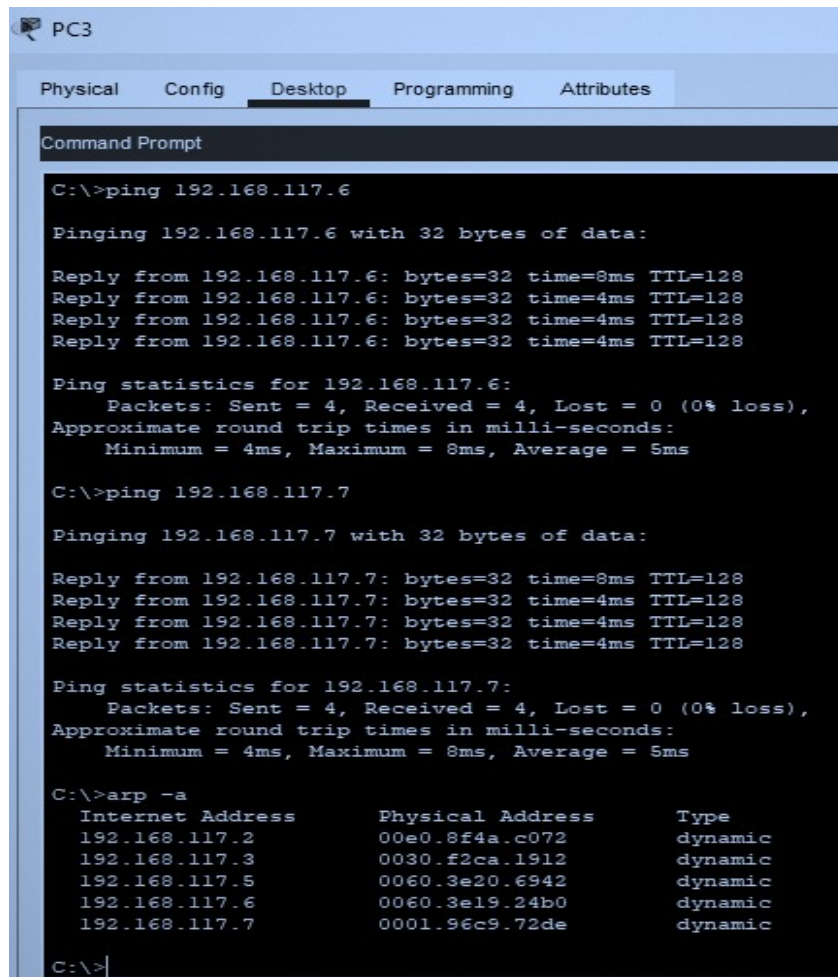 PC3
Physical Config Desktop Programming Attributes
Command Prompt
C:\>ping 192.168.117.6
Pinging 192.168.117.6 with 32 bytes of data:
Reply from 192.168.117.6: bytes=32 time=8ms TTL=128
Reply from 192.168.117.6: bytes=32 time=4ms TTL=128
Reply from 192.168.117.6: bytes=32 time=4ms TTL=128
Reply from 192.168.117.6: bytes=32 time=4ms TTL=128
Ping statistics for 192.168.117.6:
Packets: Sent = 4, Received = 4, Lost = 0 (0% loss),
Approximate round trip times in milli-seconds:
Minimum = 4ms, Maximum = 8ms, Average = 5ms
C:\>ping 192.168.117.7
Pinging 192.168.117.7 with 32 bytes of data:
Reply from 192.168.117.7: bytes=32 time=8ms TTL=128
Reply from 192.168.117.7: bytes=32 time=4ms TTL=128
Reply from 192.168.117.7: bytes=32 time=4ms TTL=128
Reply from 192.168.117.7: bytes=32 time=4ms TTL=128
Ping statistics for 192.168.117.7:
Packets: Sent = 4, Received = 4, Lost = 0 (0% loss),
Approximate round trip times in milli-seconds:
Minimum = 4ms, Maximum = 8ms, Average = 5ms
C:\>arp -a
Internet Address Physical Address Type
192.168.117.2 00e0.8f4a.c072 dynamic
192.168.117.3 0030.f2ca.1912 dynamic
192.168.117.5 0060.3e20.6942 dynamic
192.168.117.6 0060.3e19.24b0 dynamic
192.168.117.7 0001.96c9.72de dynamic
C:\>